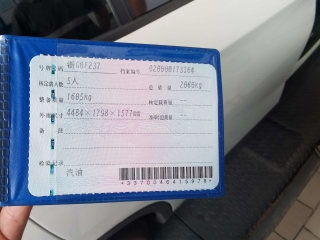 号牌号码 档案编号 020000173364
核定载人数 5人 总质量 2060kg
整备质量 1605kg 核定载质量
外廓尺寸 4484×1798×1577mm 准牵引总质量
备注
检验记录
汽油
*3370046415978*